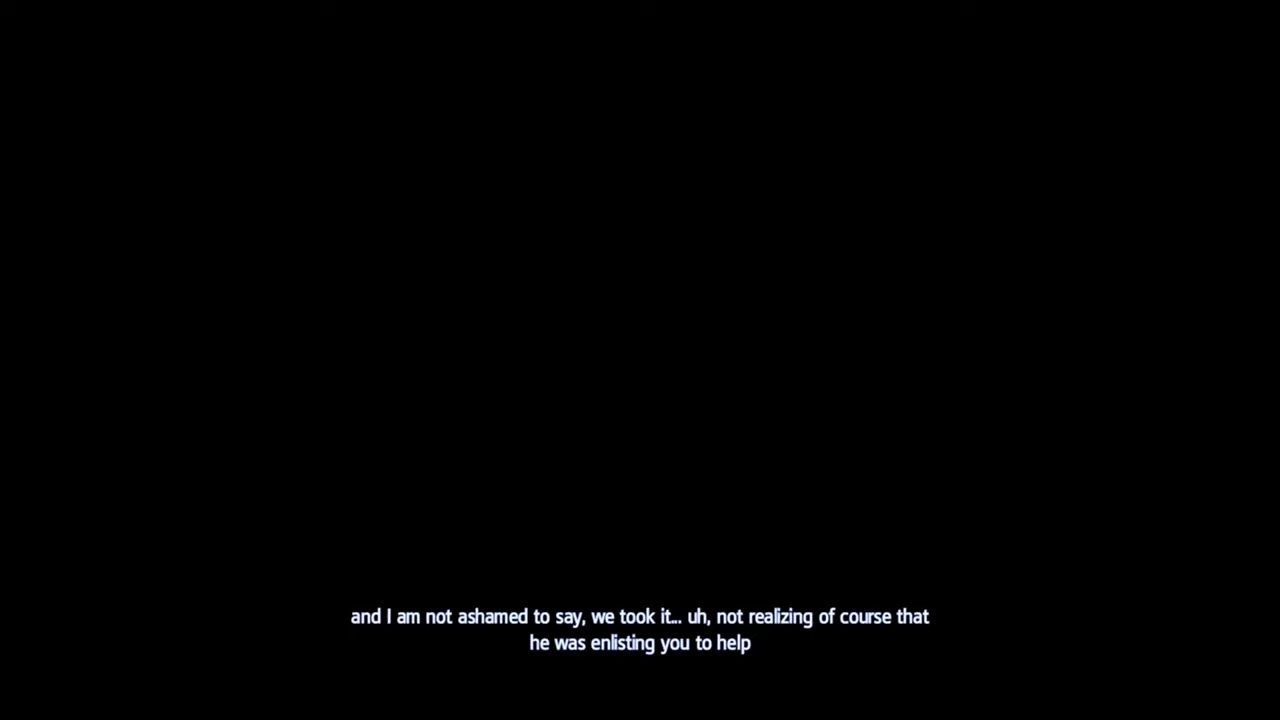 and I am not ashamed to say, we took it... uh, not realizing of course that
he was enlisting you to help